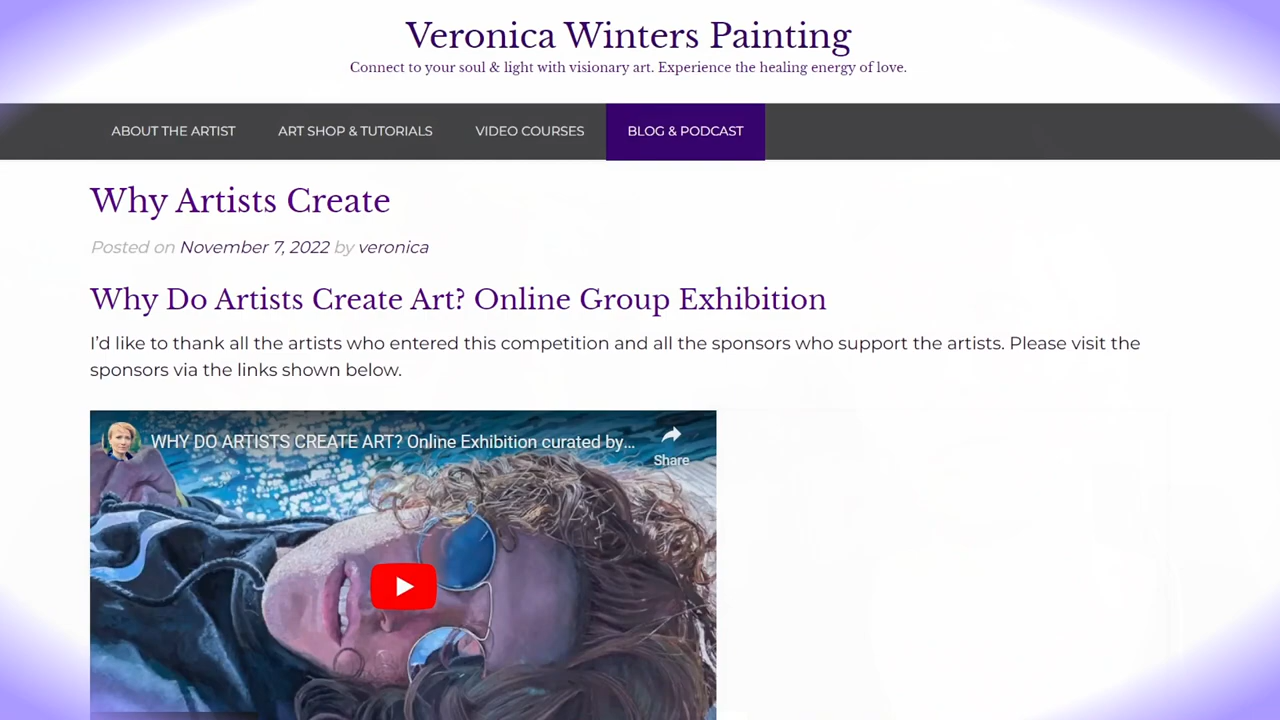 Veronica Winters Painting
Connect to your soul & light with visionary art. Experience the healing energy of love.
ABOUT THE ARTIST ART SHOP & TUTORIALS VIDEO COURSES BLOG & PODCAST
Why Artists Create
Posted on November 7, 2022 by veronica
Why Do Artists Create Art? Online Group Exhibition
I’d like to thank all the artists who entered this competition and all the sponsors who support the artists. Please visit the
sponsors via the links shown below.
WHY DO ARTISTS CREATE ART? Online Exhibition curated by...
Share